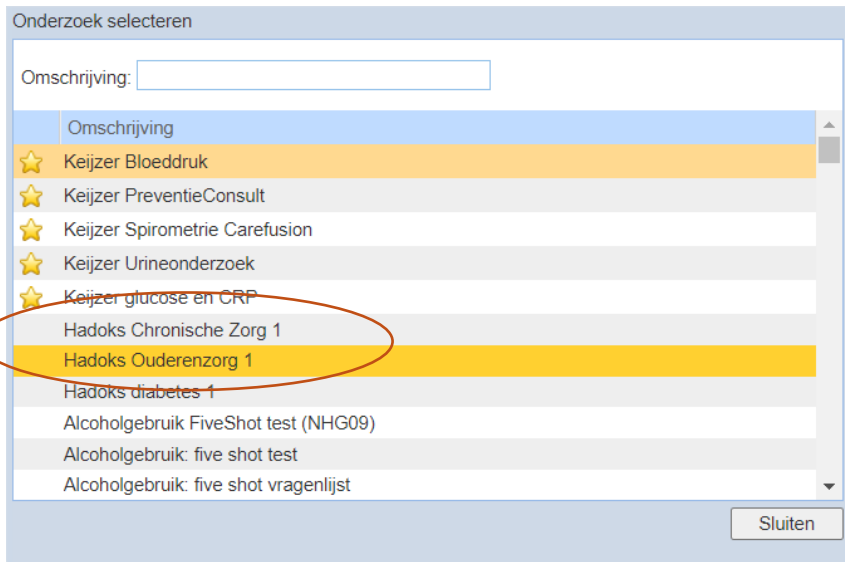 Onderzoek selecteren
Omschrijving:
Omschrijving
Keijzer Bloeddruk
Keijzer PreventieConsult
Keijzer Spirometrie Carefusion
Keijzer Urineonderzoek
Keijzer glucose en CRP
Hadoks Chronische Zorg 1
Hadoks Ouderenzorg 1
Hadoks diabetes 1
Alcoholgebruik FiveShot test (NHG09)
Alcoholgebruik: five shot test
Alcoholgebruik: five shot vragenlijst
Sluiten